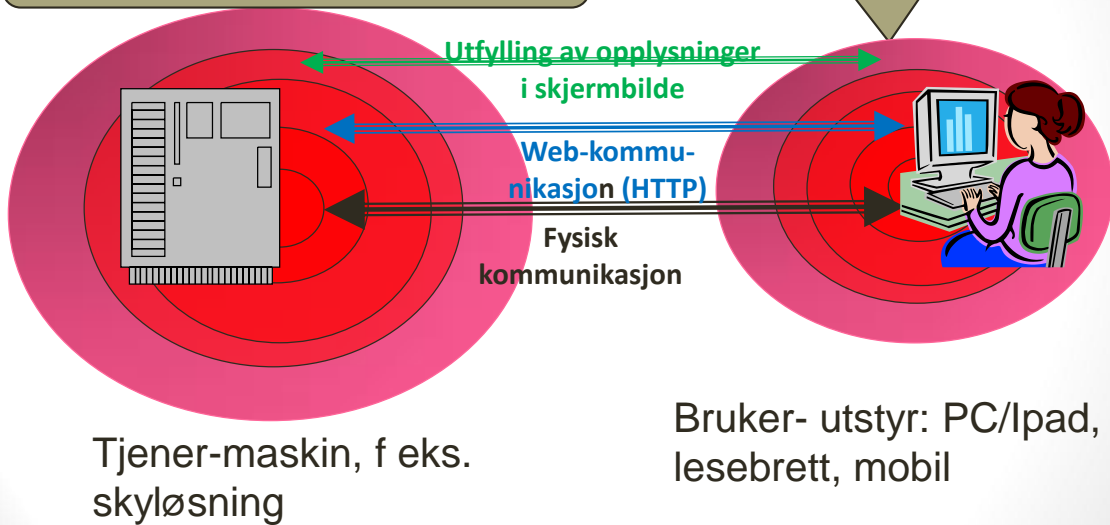 Utfylling av opplysninger
i skjermbilde
Web-kommu-
nikasjon (HTTP)
Fysisk
kommunikasjon
Tjener-maskin, f eks.
skyløsning
Bruker- utstyr: PC/Ipad,
lesebrett, mobil